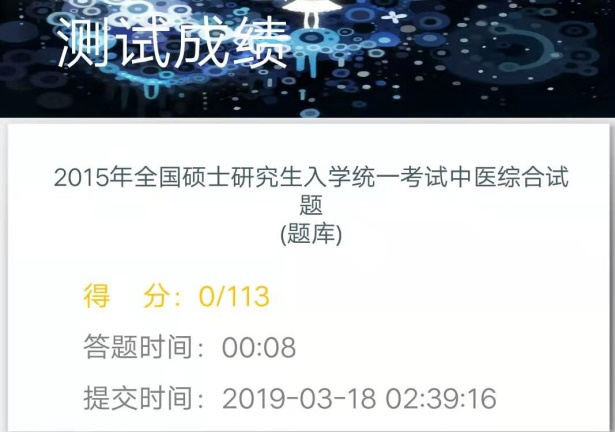 测试成绩
2015年全国硕士研究生入学统一考试中医综合试
题
(题库)
得 分：0/113
答题时间：00:08
提交时间：2019-03-18 02:39:16